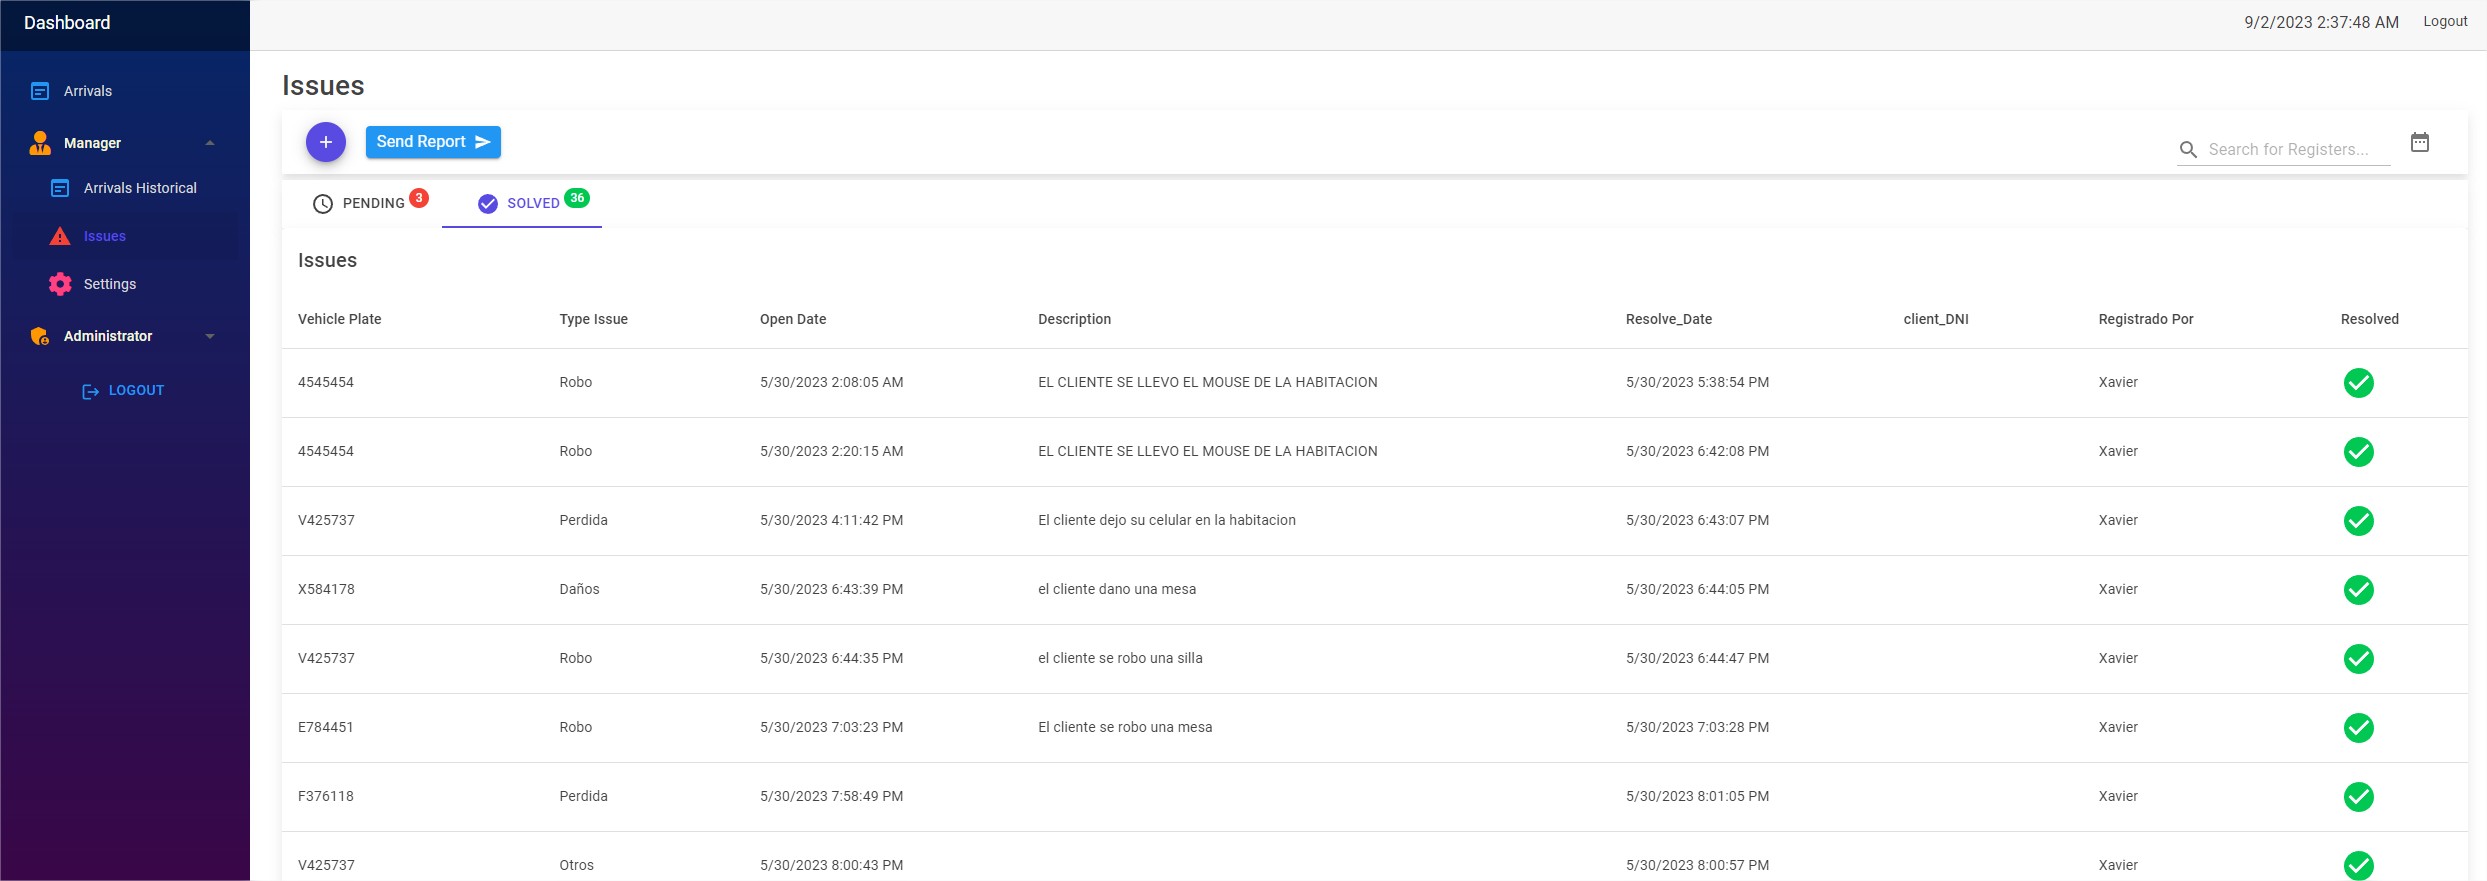 Dashboard
9/2/2023 2:37:48 AM Logout
Arrivals
Manager
Arrivals Historical
Issues
Settings
Administrator
LOGOUT
Issues
+ Send Report
Search for Registers...
PENDING 3 SOLVED 36
Issues
Vehicle Plate Type Issue Open Date Description Resolve_Date client_DNI Registrado Por Resolved
4545454 Robo 5/30/2023 2:08:05 AM EL CLIENTE SE LLEVO EL MOUSE DE LA HABITACION 5/30/2023 5:38:54 PM Xavier
4545454 Robo 5/30/2023 2:20:15 AM EL CLIENTE SE LLEVO EL MOUSE DE LA HABITACION 5/30/2023 6:42:08 PM Xavier
V425737 Perdida 5/30/2023 4:11:42 PM El cliente dejo su celular en la habitacion 5/30/2023 6:43:07 PM Xavier
X584178 Daños 5/30/2023 6:43:39 PM el cliente dano una mesa 5/30/2023 6:44:05 PM Xavier
V425737 Robo 5/30/2023 6:44:35 PM el cliente se robo una silla 5/30/2023 6:44:47 PM Xavier
E784451 Robo 5/30/2023 7:03:23 PM El cliente se robo una mesa 5/30/2023 7:03:28 PM Xavier
F376118 Perdida 5/30/2023 7:58:49 PM 5/30/2023 8:01:05 PM Xavier
V425737 Otros 5/30/2023 8:00:43 PM 5/30/2023 8:00:57 PM Xavier